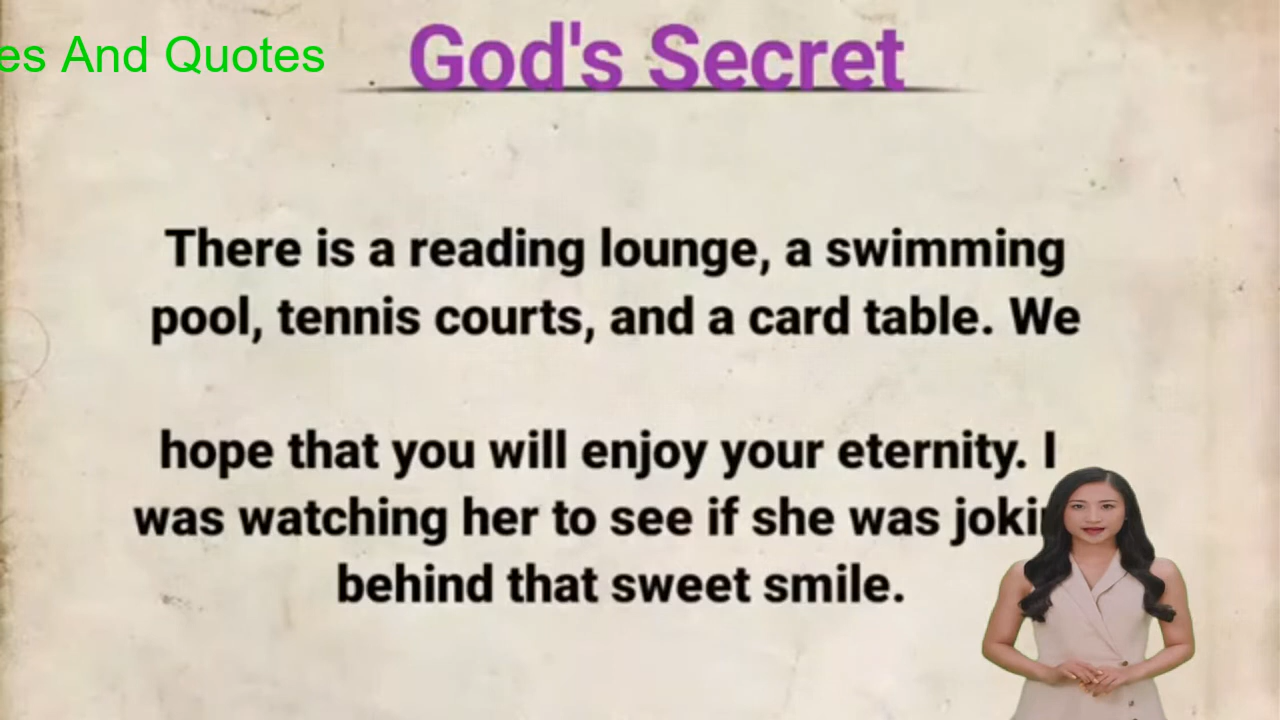 es And Quotes
God's Secret
There is a reading lounge, a swimming
pool, tennis courts, and a card table. We
hope that you will enjoy your eternity. I
was watching her to see if she was joki
behind that sweet smile.